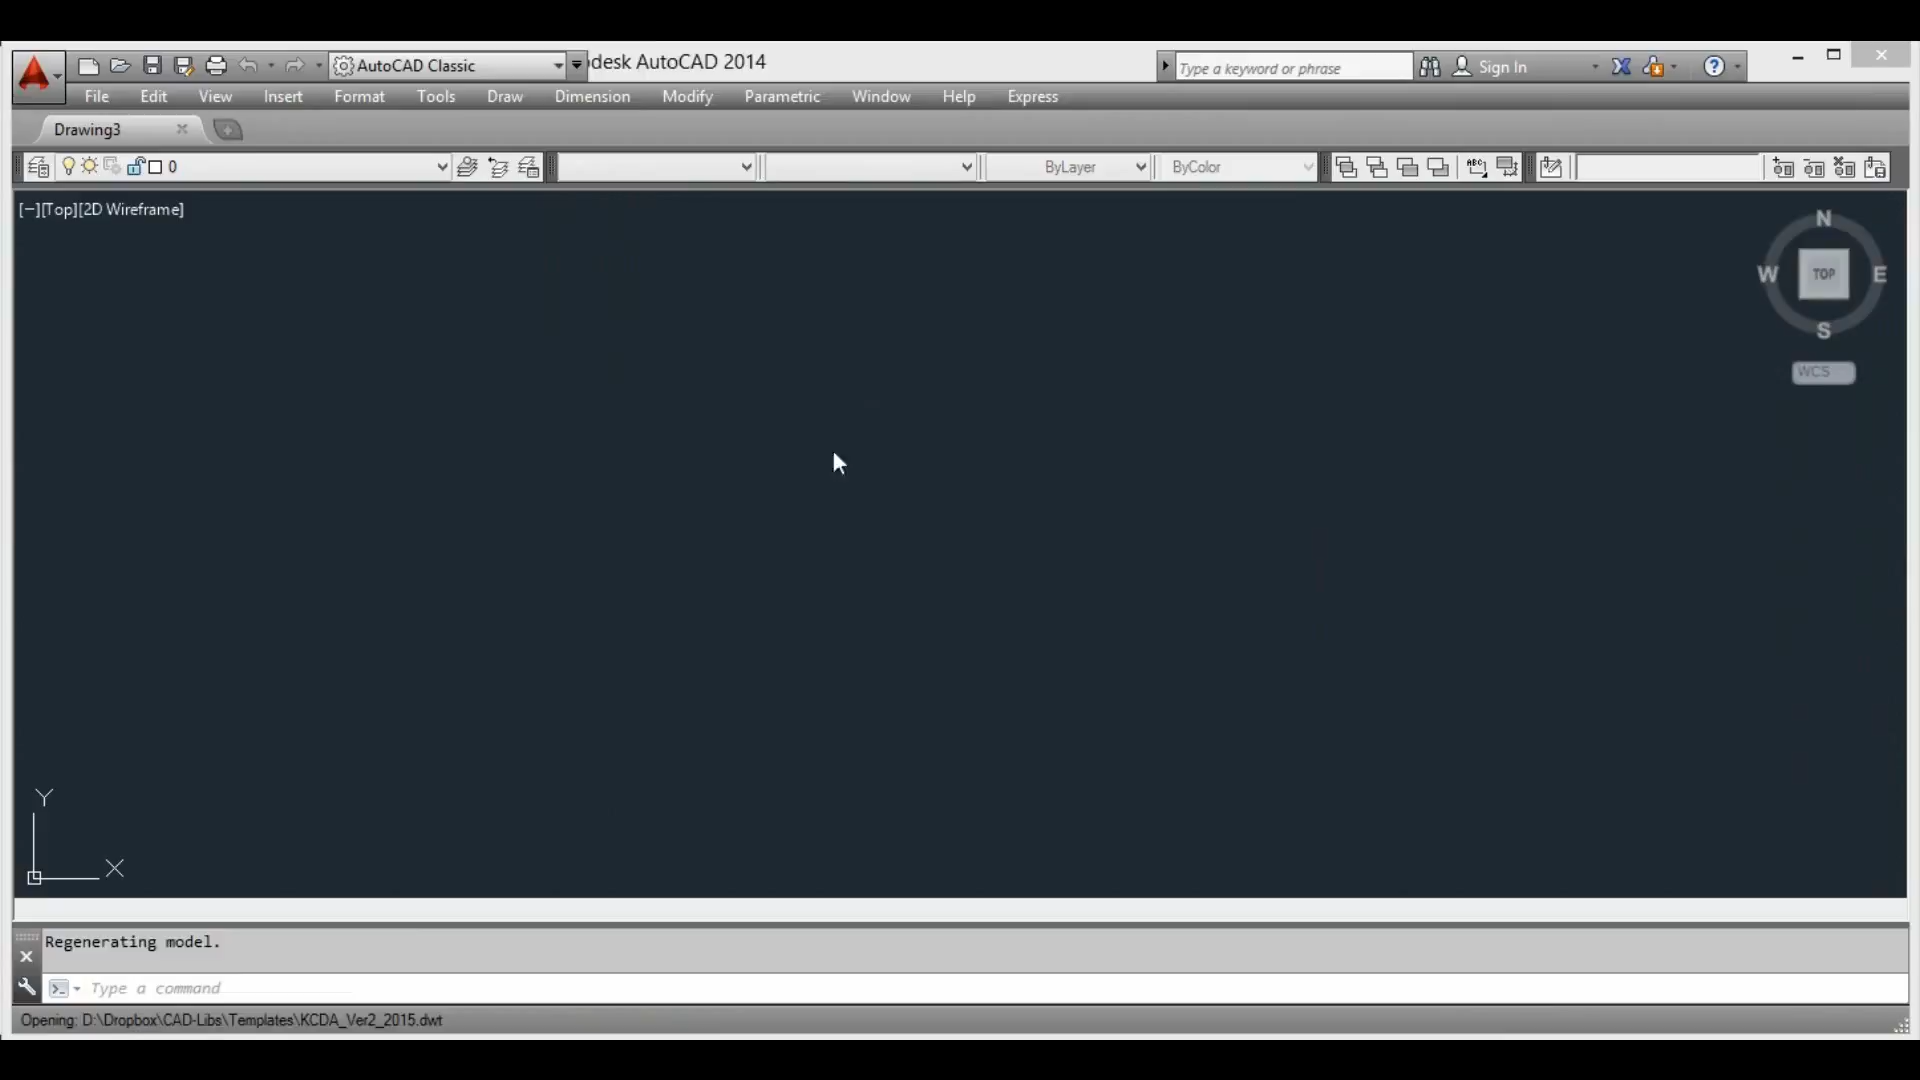 AutoCAD Classic
desk AutoCAD 2014
Type a keyword or phrase
Sign In
File Edit View Insert Format Tools Draw Dimension Modify Parametric Window Help Express
Drawing3
0 ByLayer ByColor
ABC
[−][Top][2D Wireframe]
N
W TOP E
S
WCS
Y
X
Regenerating model.
Type a command
Opening: D:\Dropbox\CAD-Libs\Templates\KCDA_Ver2_2015.dwt